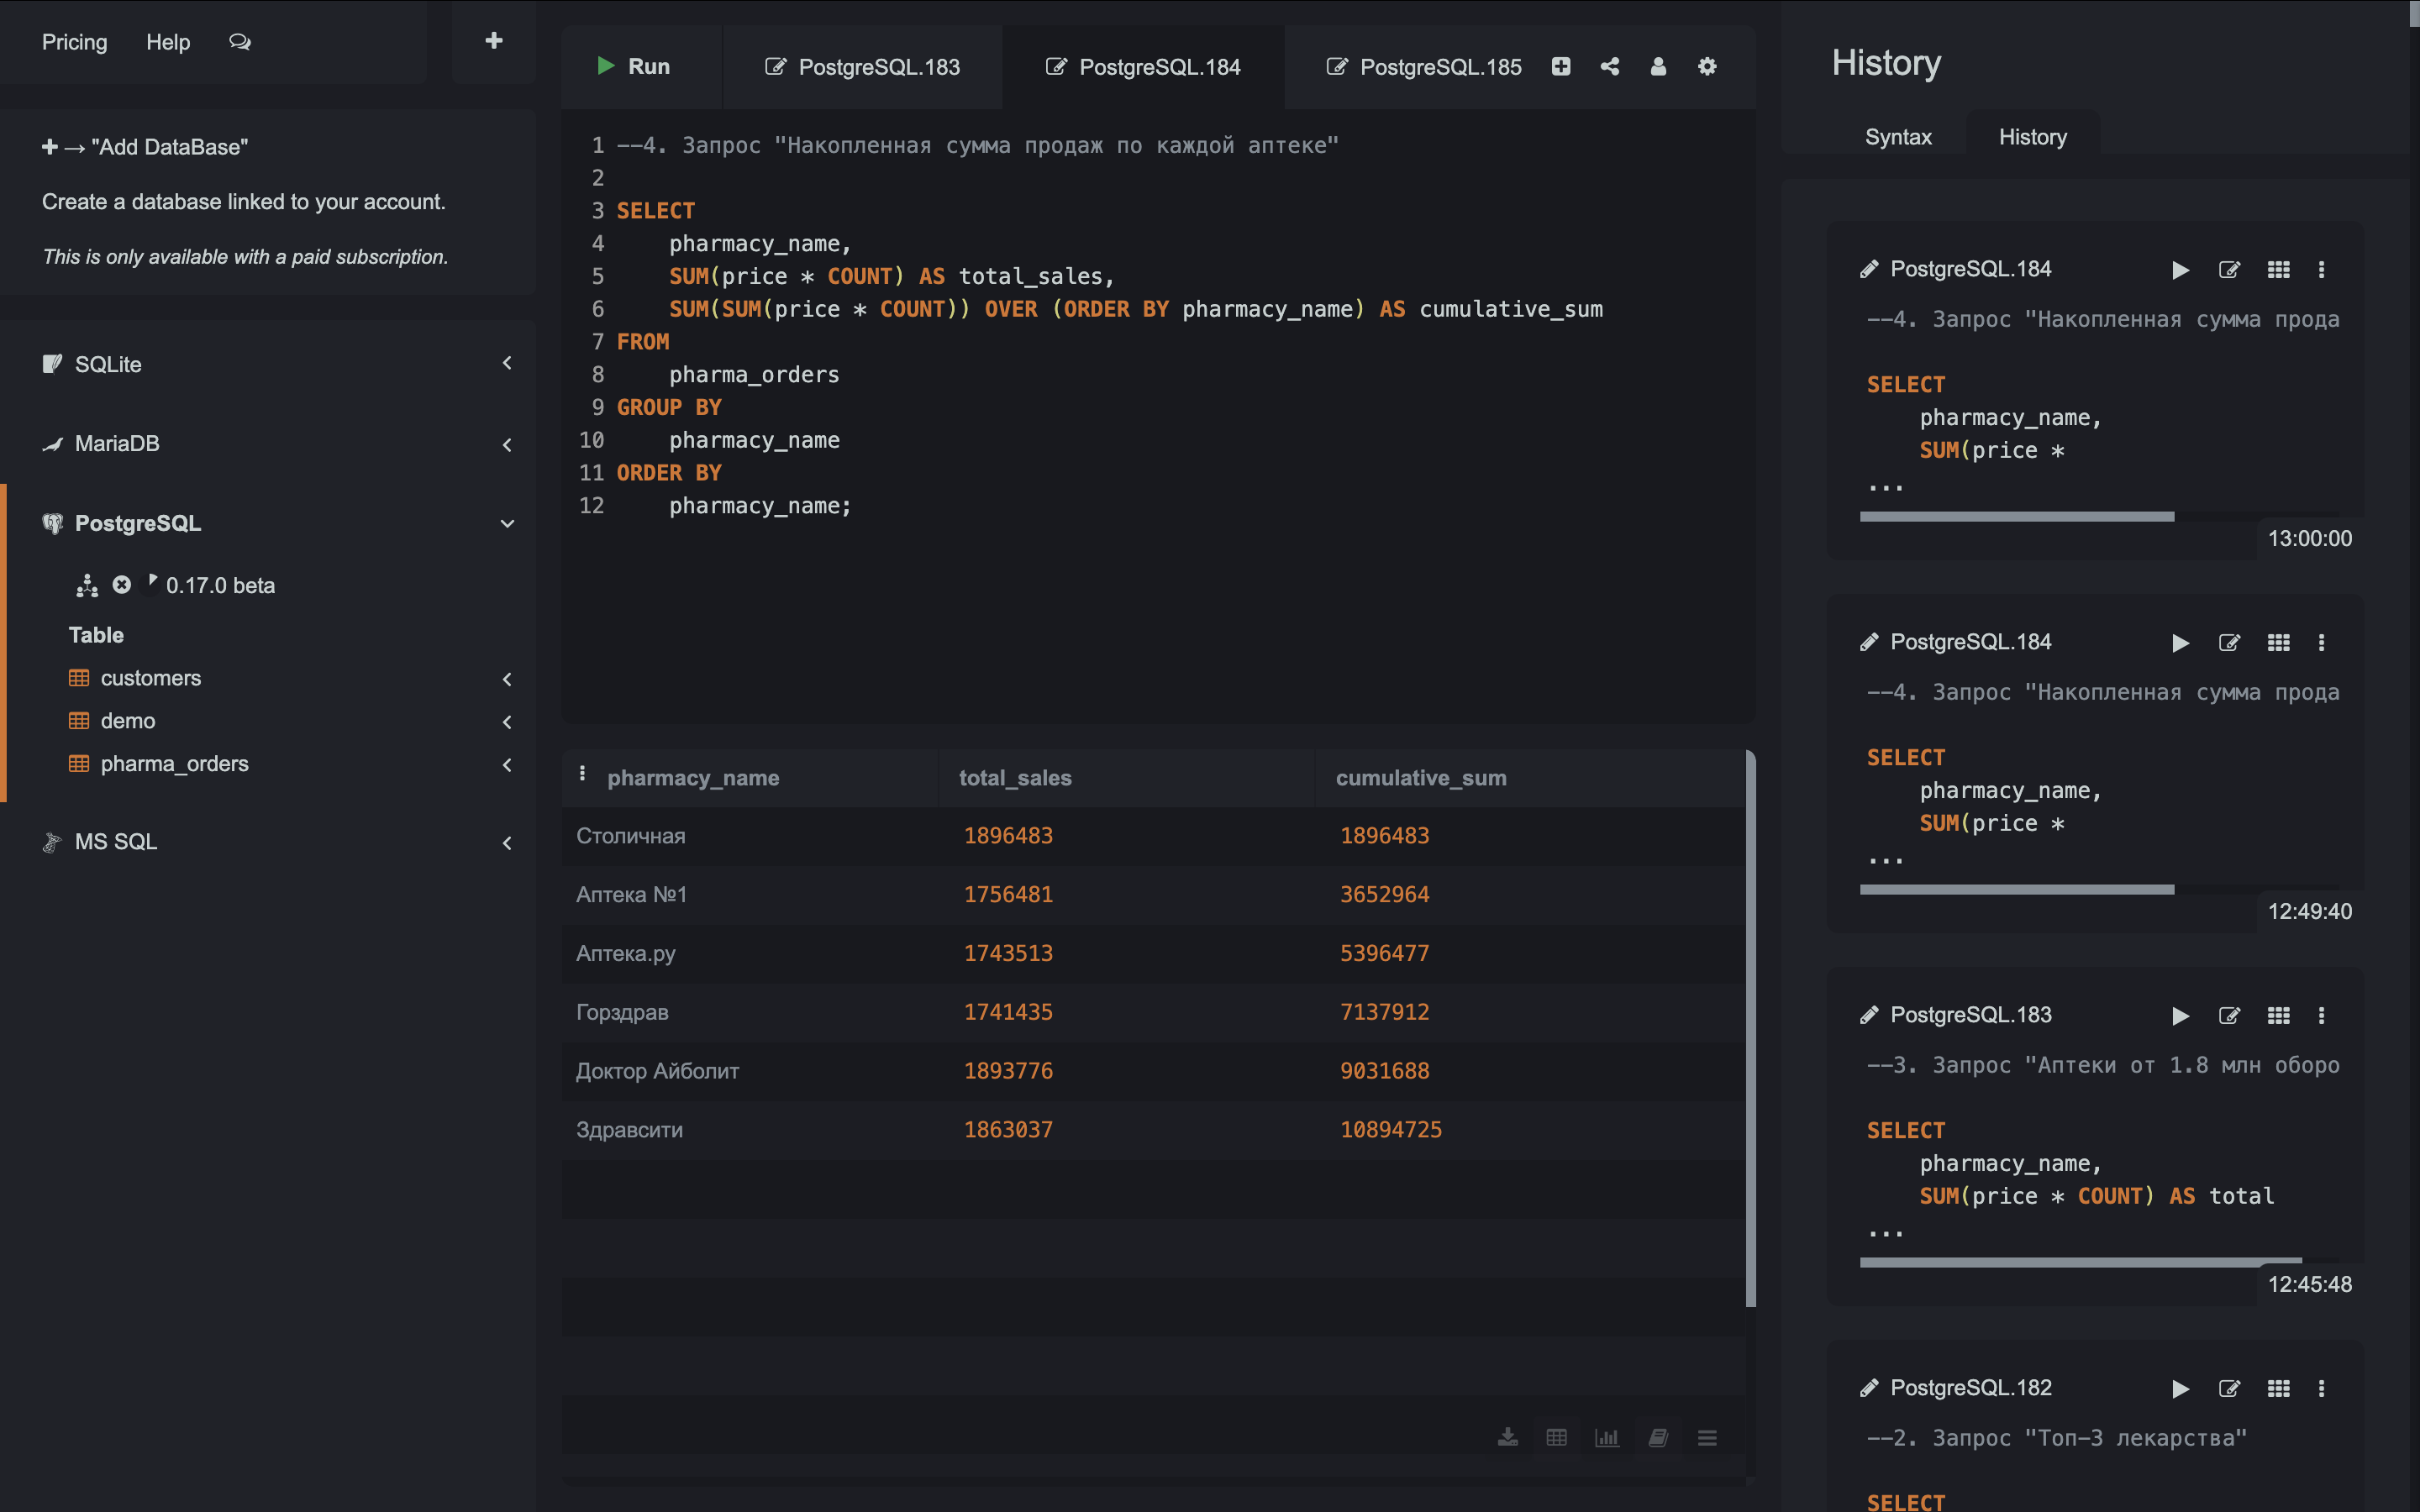 Pricing
Help
+ → "Add DataBase"
Create a database linked to your account.
This is only available with a paid subscription.
SQLite
MariaDB
PostgreSQL
0.17.0 beta
Table
customers
demo
pharma_orders
MS SQL
Run
PostgreSQL.183
PostgreSQL.184
PostgreSQL.185
1 --4. Запрос "Накопленная сумма продаж по каждой аптеке"
2
3 SELECT
4 pharmacy_name,
5 SUM(price * COUNT) AS total_sales,
6 SUM(SUM(price * COUNT)) OVER (ORDER BY pharmacy_name) AS cumulative_sum
7 FROM
8 pharma_orders
9 GROUP BY
10 pharmacy_name
11 ORDER BY
12 pharmacy_name;
pharmacy_name total_sales cumulative_sum
Столичная 1896483 1896483
Аптека №1 1756481 3652964
Аптека.ру 1743513 5396477
Горздрав 1741435 7137912
Доктор Айболит 1893776 9031688
Здравсити 1863037 10894725
History
Syntax
History
PostgreSQL.184
--4. Запрос "Накопленная сумма прода
SELECT
pharmacy_name,
SUM(price *
...
13:00:00
PostgreSQL.184
--4. Запрос "Накопленная сумма прода
SELECT
pharmacy_name,
SUM(price *
...
12:49:40
PostgreSQL.183
--3. Запрос "Аптеки от 1.8 млн оборо
SELECT
pharmacy_name,
SUM(price * COUNT) AS total
...
12:45:48
PostgreSQL.182
--2. Запрос "Топ-3 лекарства"
SELECT